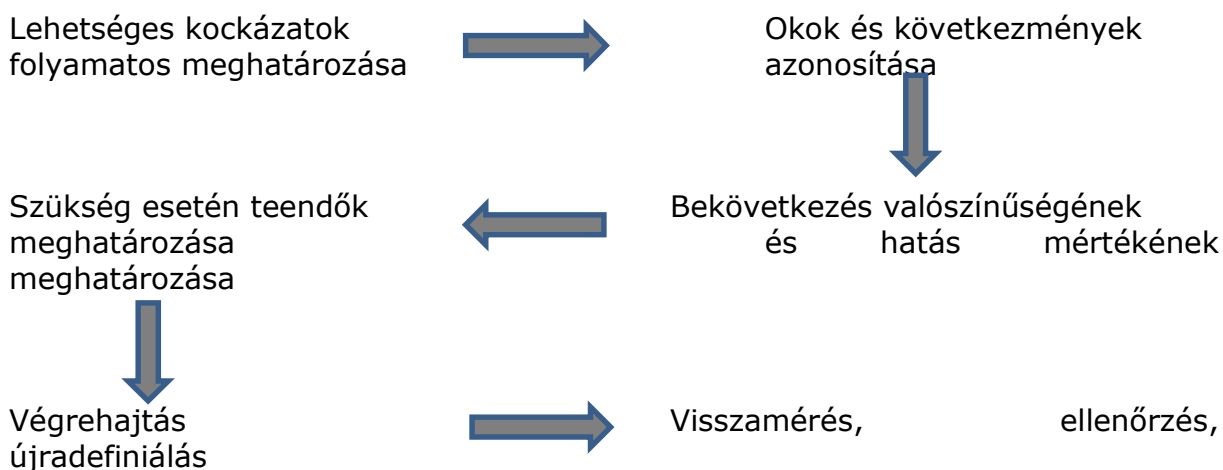 Lehetséges kockázatok
folyamatos meghatározása
Okok és következmények
azonosítása
Szükség esetén teendők
meghatározása
meghatározása
Bekövetkezés valószínűségének
és hatás mértékének
Végrehajtás
újradefiniálás
Visszamérés, ellenőrzés,